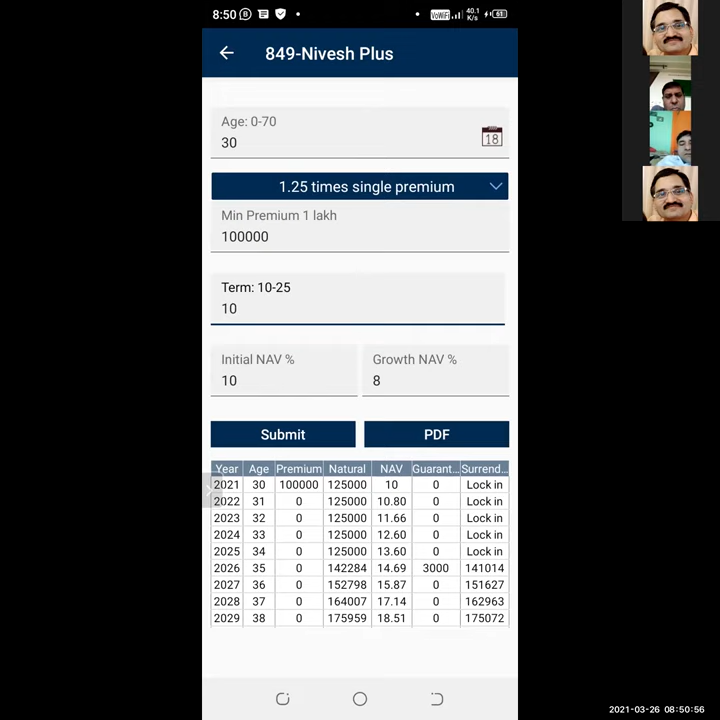 8:50
VoWiFi 40.1 K/s 61
849-Nivesh Plus
Age: 0-70
30
18
1.25 times single premium
Min Premium 1 lakh
100000
Term: 10-25
10
Initial NAV % Growth NAV %
10 8
Submit PDF
Year Age Premium Natural NAV Guarant... Surrend...
2021 30 100000 125000 10 0 Lock in
2022 31 0 125000 10.80 0 Lock in
2023 32 0 125000 11.66 0 Lock in
2024 33 0 125000 12.60 0 Lock in
2025 34 0 125000 13.60 0 Lock in
2026 35 0 142284 14.69 3000 141014
2027 36 0 152798 15.87 0 151627
2028 37 0 164007 17.14 0 162963
2029 38 0 175959 18.51 0 175072
2021-03-26 08:50:56